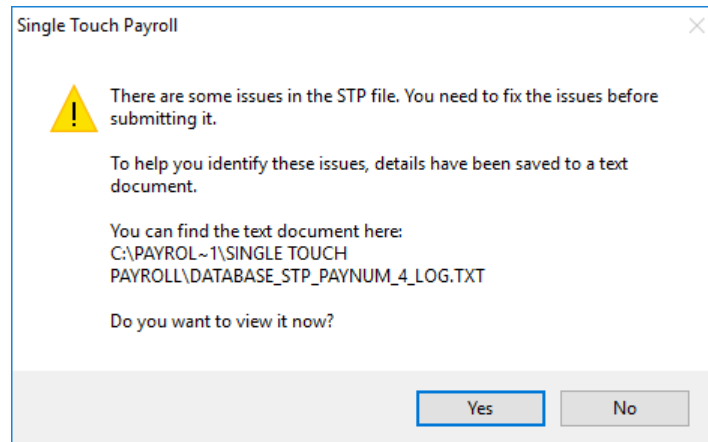 Single Touch Payroll
There are some issues in the STP file. You need to fix the issues before
submitting it.
To help you identify these issues, details have been saved to a text
document.
You can find the text document here:
C:\PAYROL~1\SINGLE TOUCH
PAYROLL\DATABASE_STP_PAYNUM_4_LOG.TXT
Do you want to view it now?
Yes No